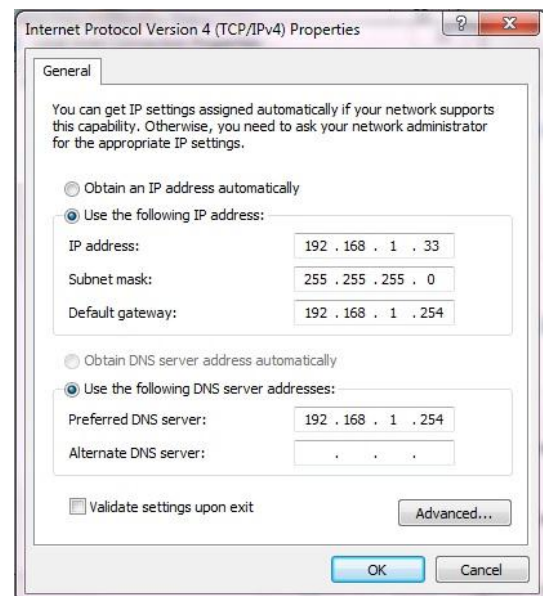 Internet Protocol Version 4 (TCP/IPv4) Properties
General
You can get IP settings assigned automatically if your network supports
this capability. Otherwise, you need to ask your network administrator
for the appropriate IP settings.
Obtain an IP address automatically
Use the following IP address:
IP address: 192 . 168 . 1 . 33
Subnet mask: 255 . 255 . 255 . 0
Default gateway: 192 . 168 . 1 . 254
Obtain DNS server address automatically
Use the following DNS server addresses:
Preferred DNS server: 192 . 168 . 1 . 254
Alternate DNS server: . . .
Validate settings upon exit
Advanced...
OK Cancel